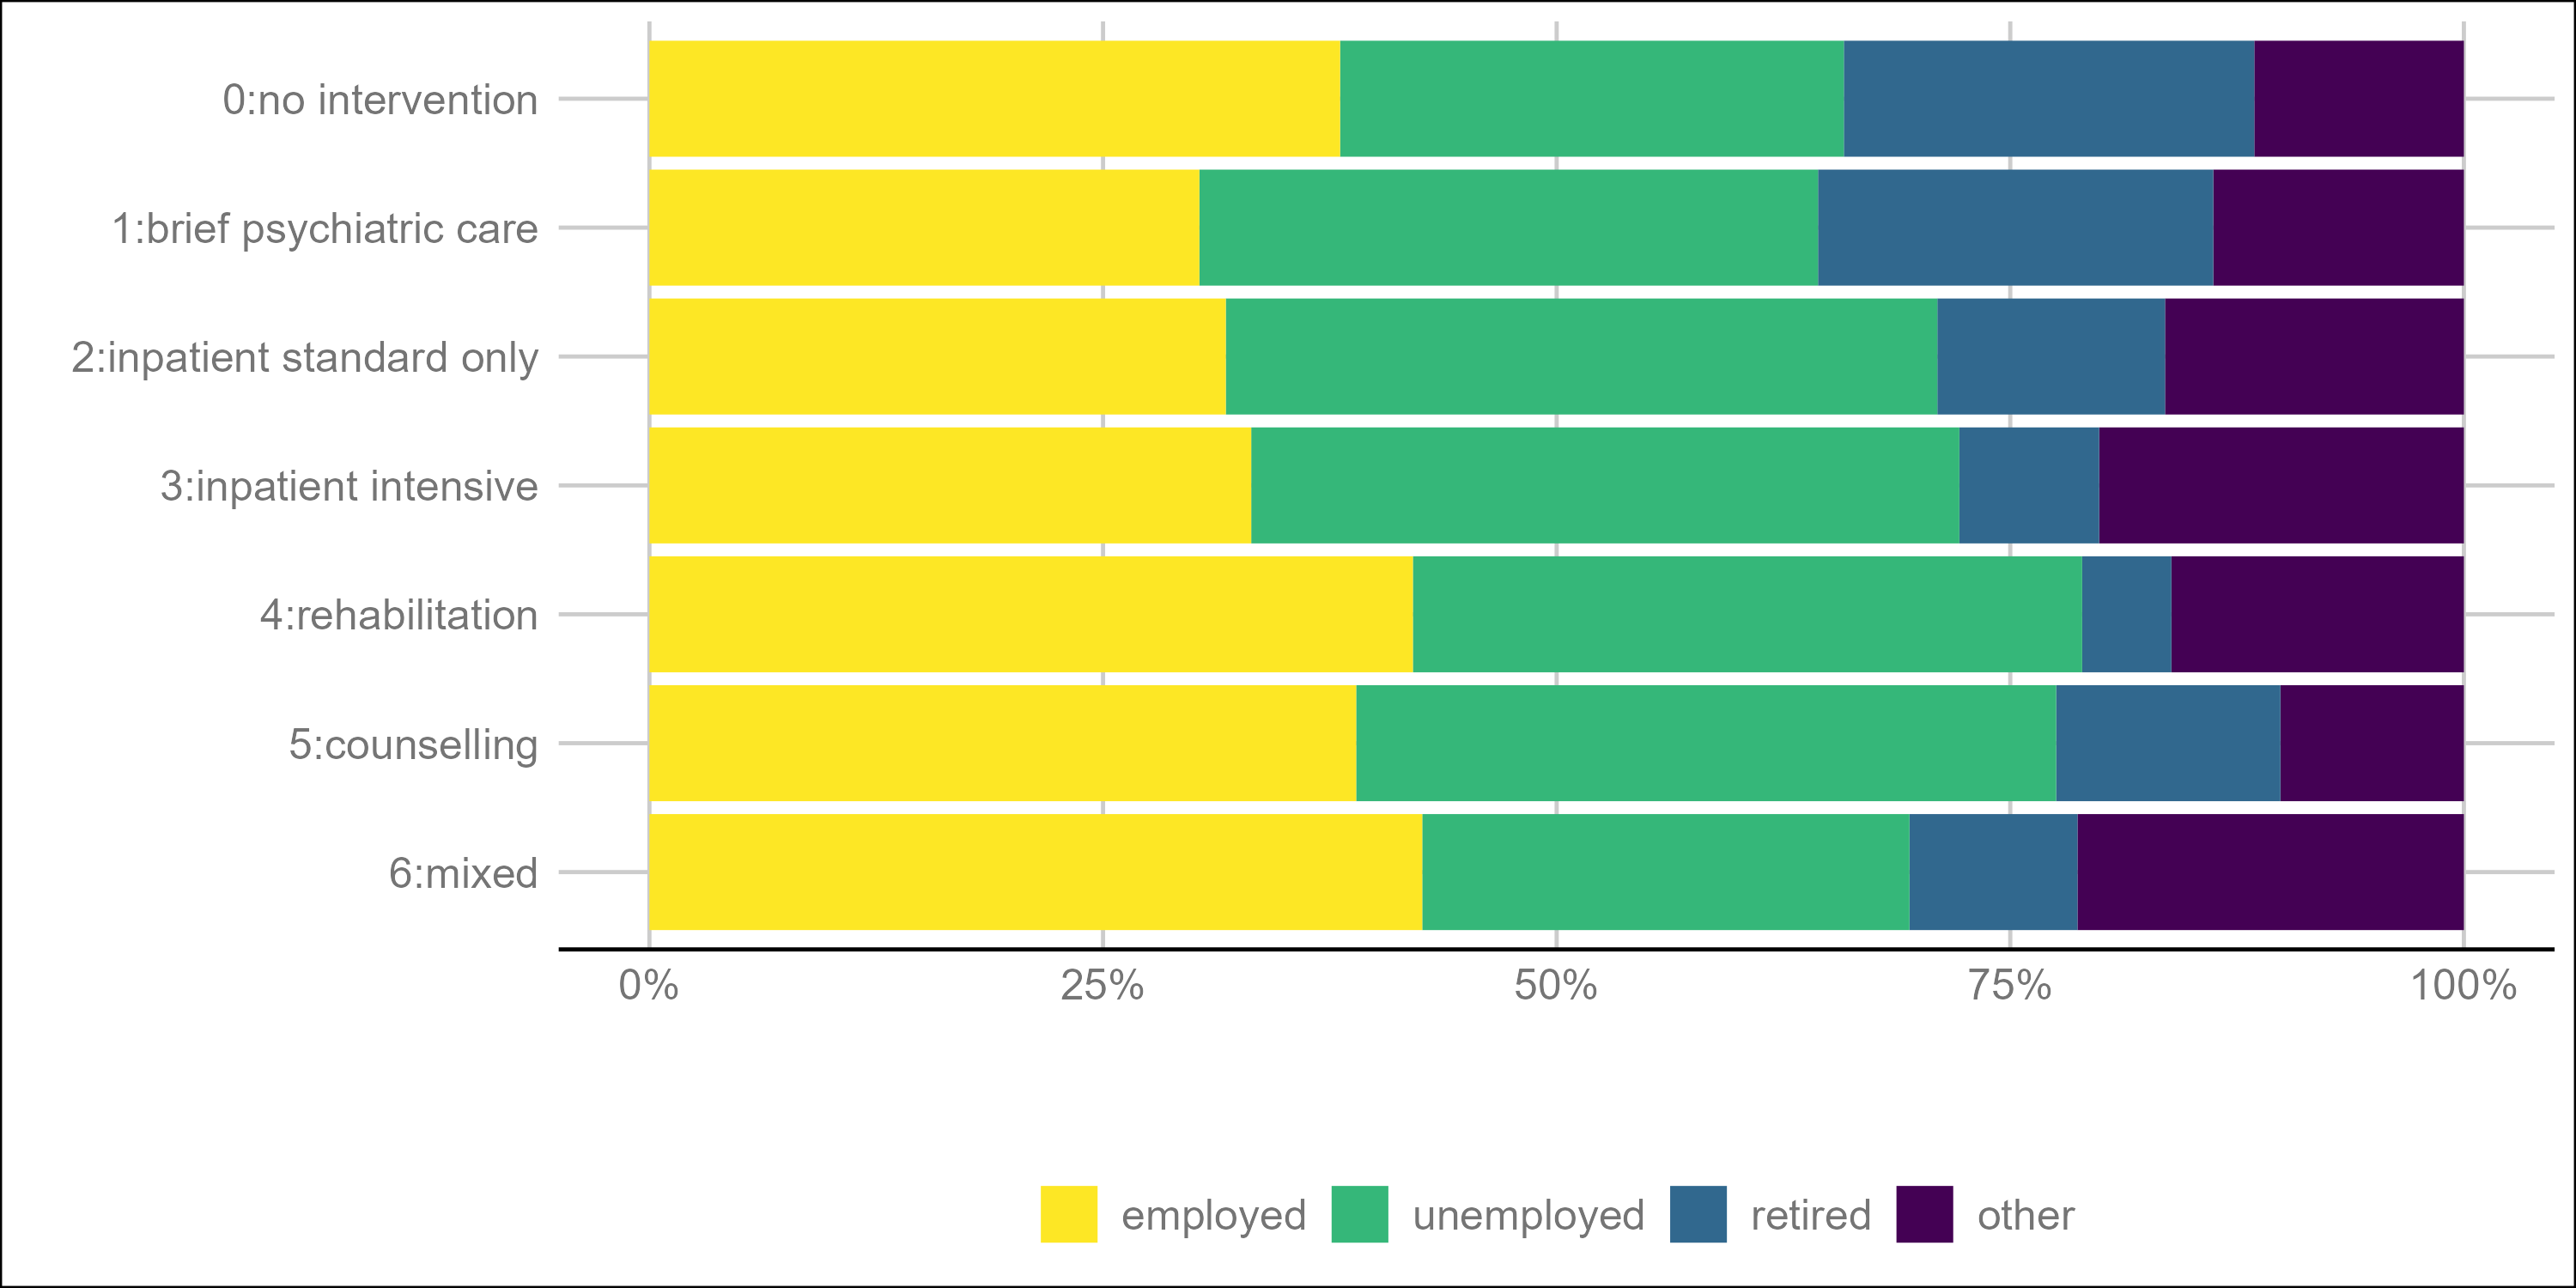 0:no intervention
1:brief psychiatric care
2:inpatient standard only
3:inpatient intensive
4:rehabilitation
5:counselling
6:mixed
0% 25% 50% 75% 100%
employed unemployed retired other